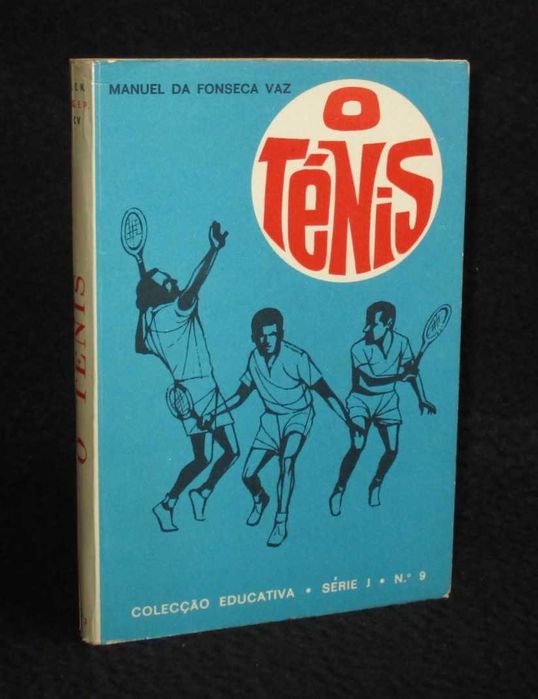 MANUEL DA FONSECA VAZ
O
TÉNiS
COLECÇÃO EDUCATIVA • SÉRIE J • N.º 9
O TÉNIS